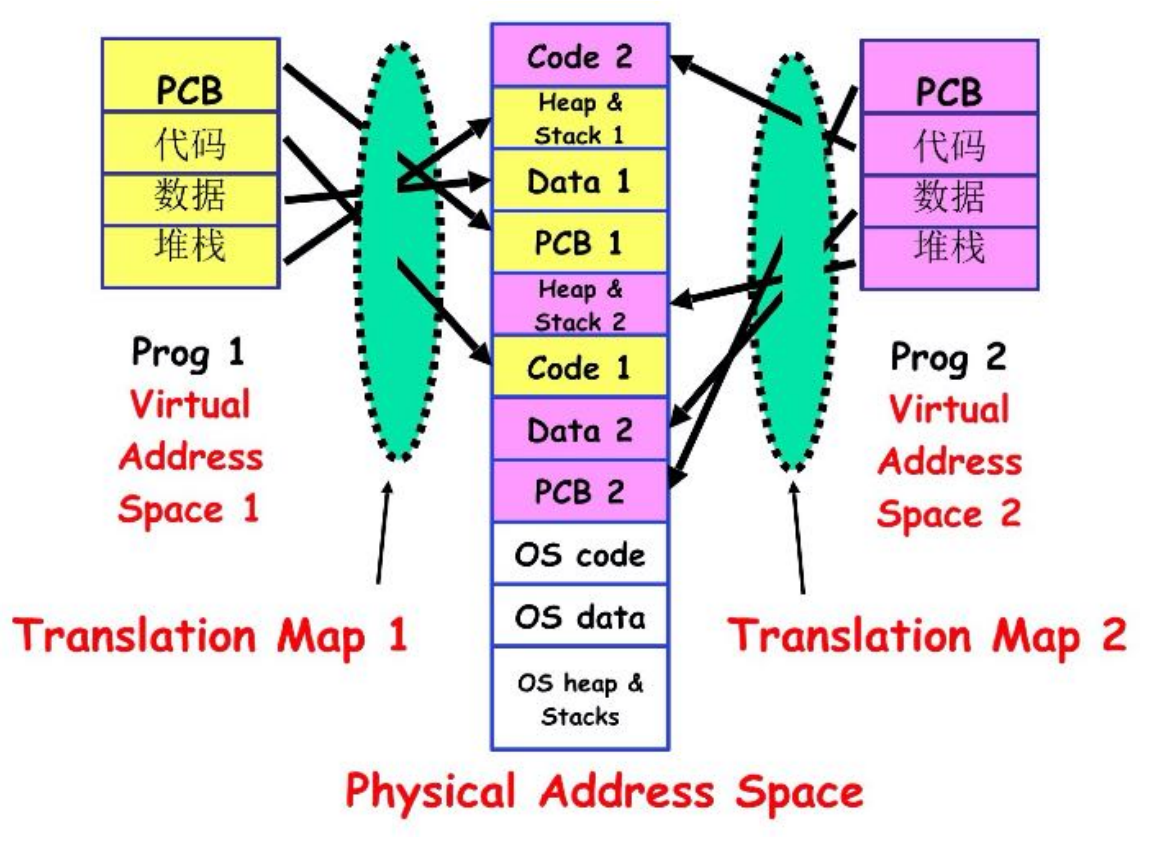 PCB
代码
数据
堆栈
Prog 1
Virtual
Address
Space 1
Translation Map 1
Code 2
Heap &
Stack 1
Data 1
PCB 1
Heap &
Stack 2
Code 1
Data 2
PCB 2
OS code
OS data
OS heap &
Stacks
Physical Address Space
PCB
代码
数据
堆栈
Prog 2
Virtual
Address
Space 2
Translation Map 2